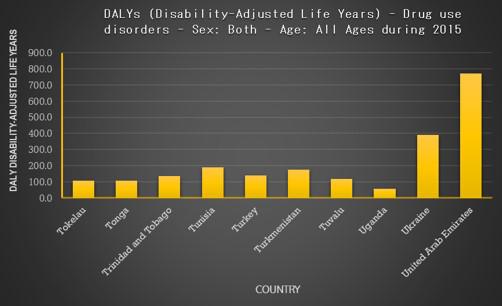 DALYs (Disability-Adjusted Life Years) - Drug use
disorders - Sex: Both - Age: All Ages during 2015
DALY DISABILITY-ADJUSTED LIFE YEARS
900.0
800.0
700.0
600.0
500.0
400.0
300.0
200.0
100.0
0.0
Tokelau
Tonga
Trinidad and Tobago
Tunisia
Turkey
Turkmenistan
Tuvalu
Uganda
Ukraine
United Arab Emirates
COUNTRY